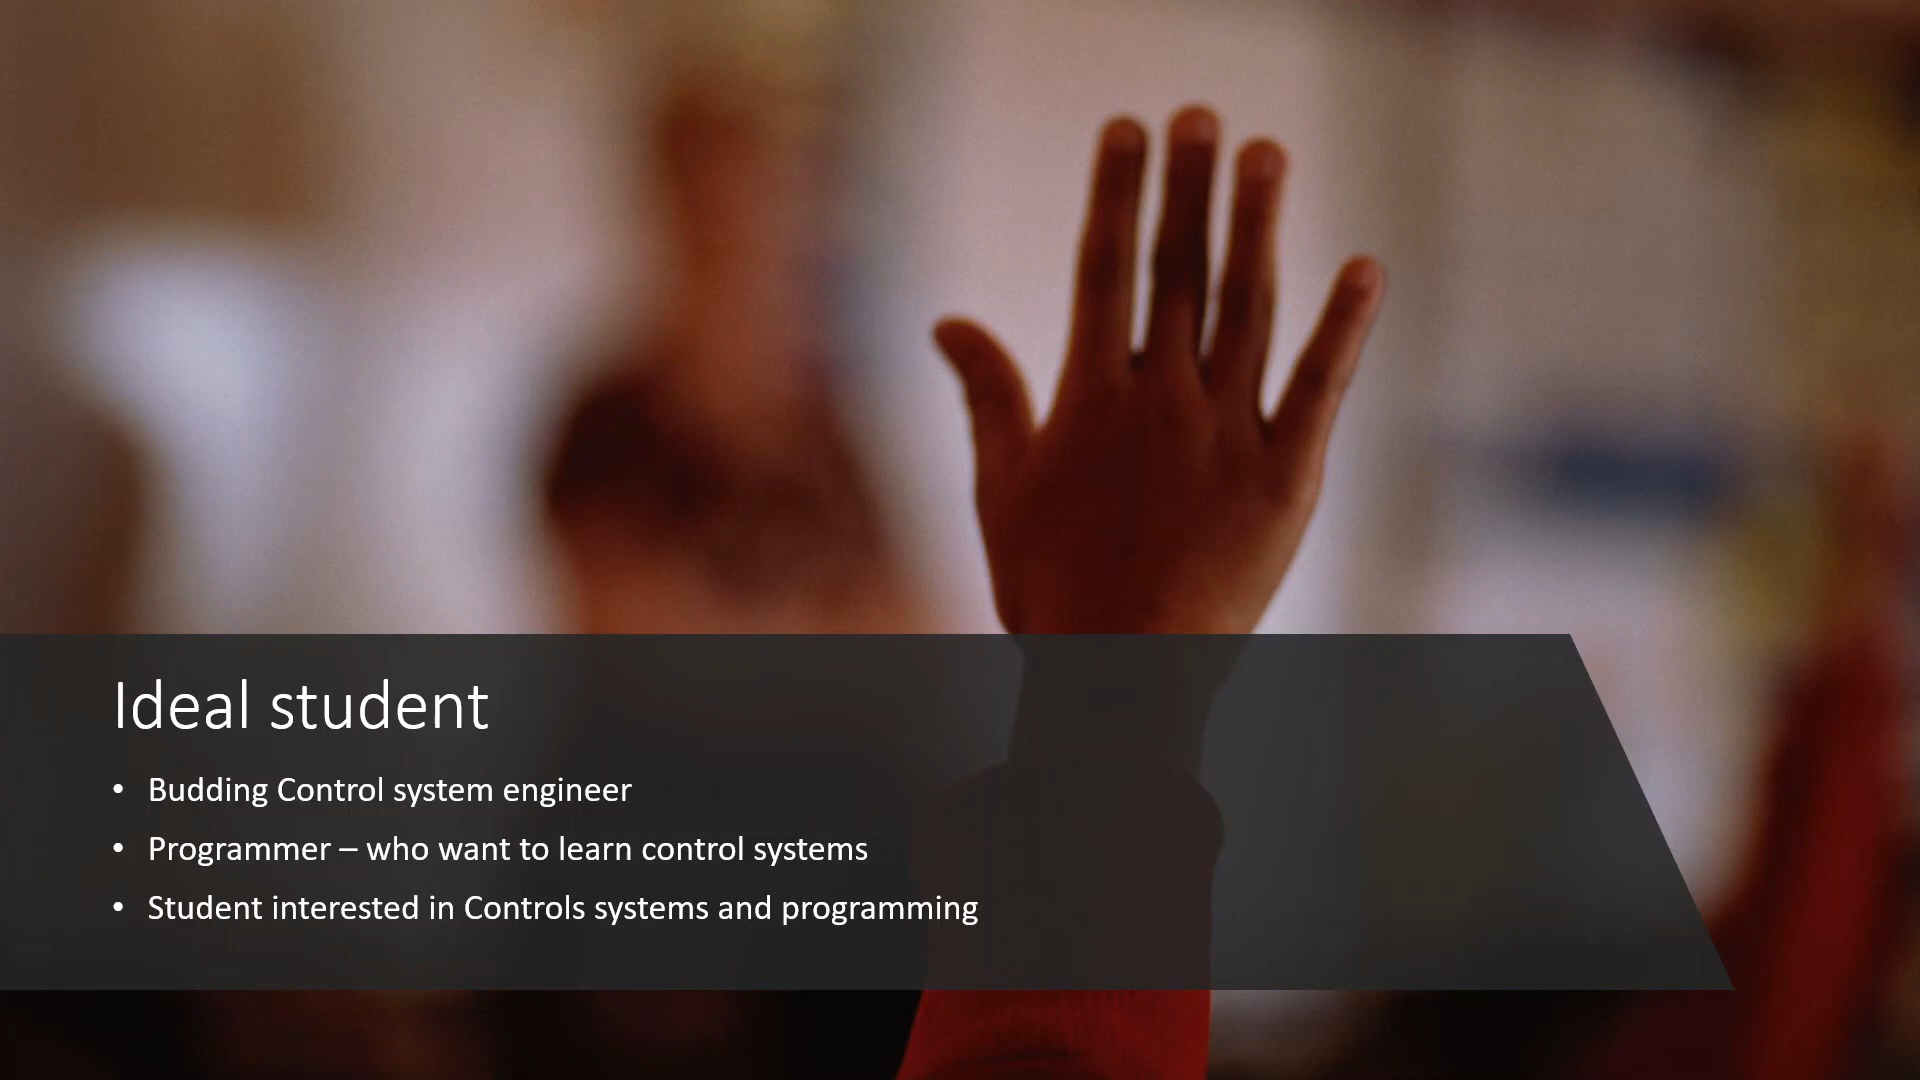 Ideal student
• Budding Control system engineer
• Programmer – who want to learn control systems
• Student interested in Controls systems and programming